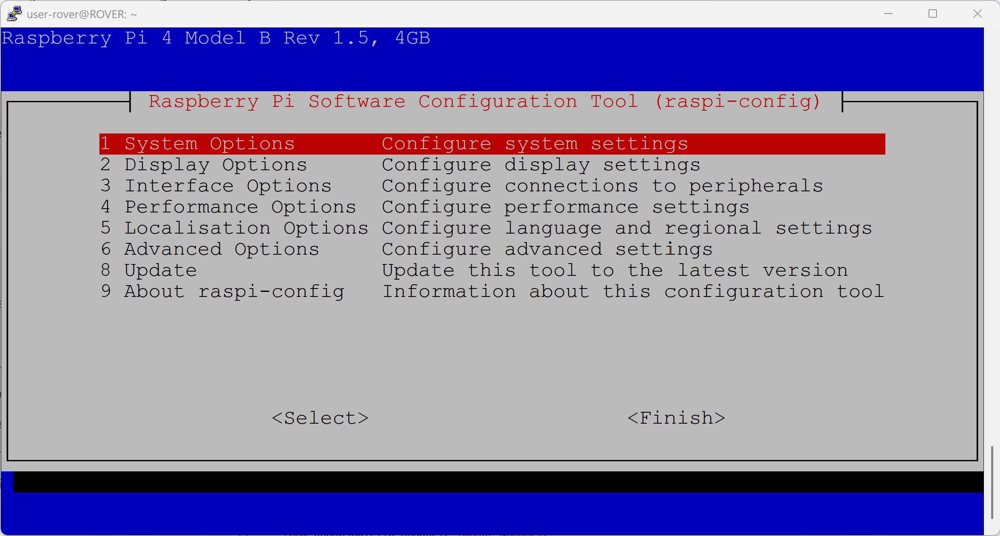 user-rover@ROVER: ~
Raspberry Pi 4 Model B Rev 1.5, 4GB
Raspberry Pi Software Configuration Tool (raspi-config)
1 System Options Configure system settings
2 Display Options Configure display settings
3 Interface Options Configure connections to peripherals
4 Performance Options Configure performance settings
5 Localisation Options Configure language and regional settings
6 Advanced Options Configure advanced settings
8 Update Update this tool to the latest version
9 About raspi-config Information about this configuration tool
<Select> <Finish>